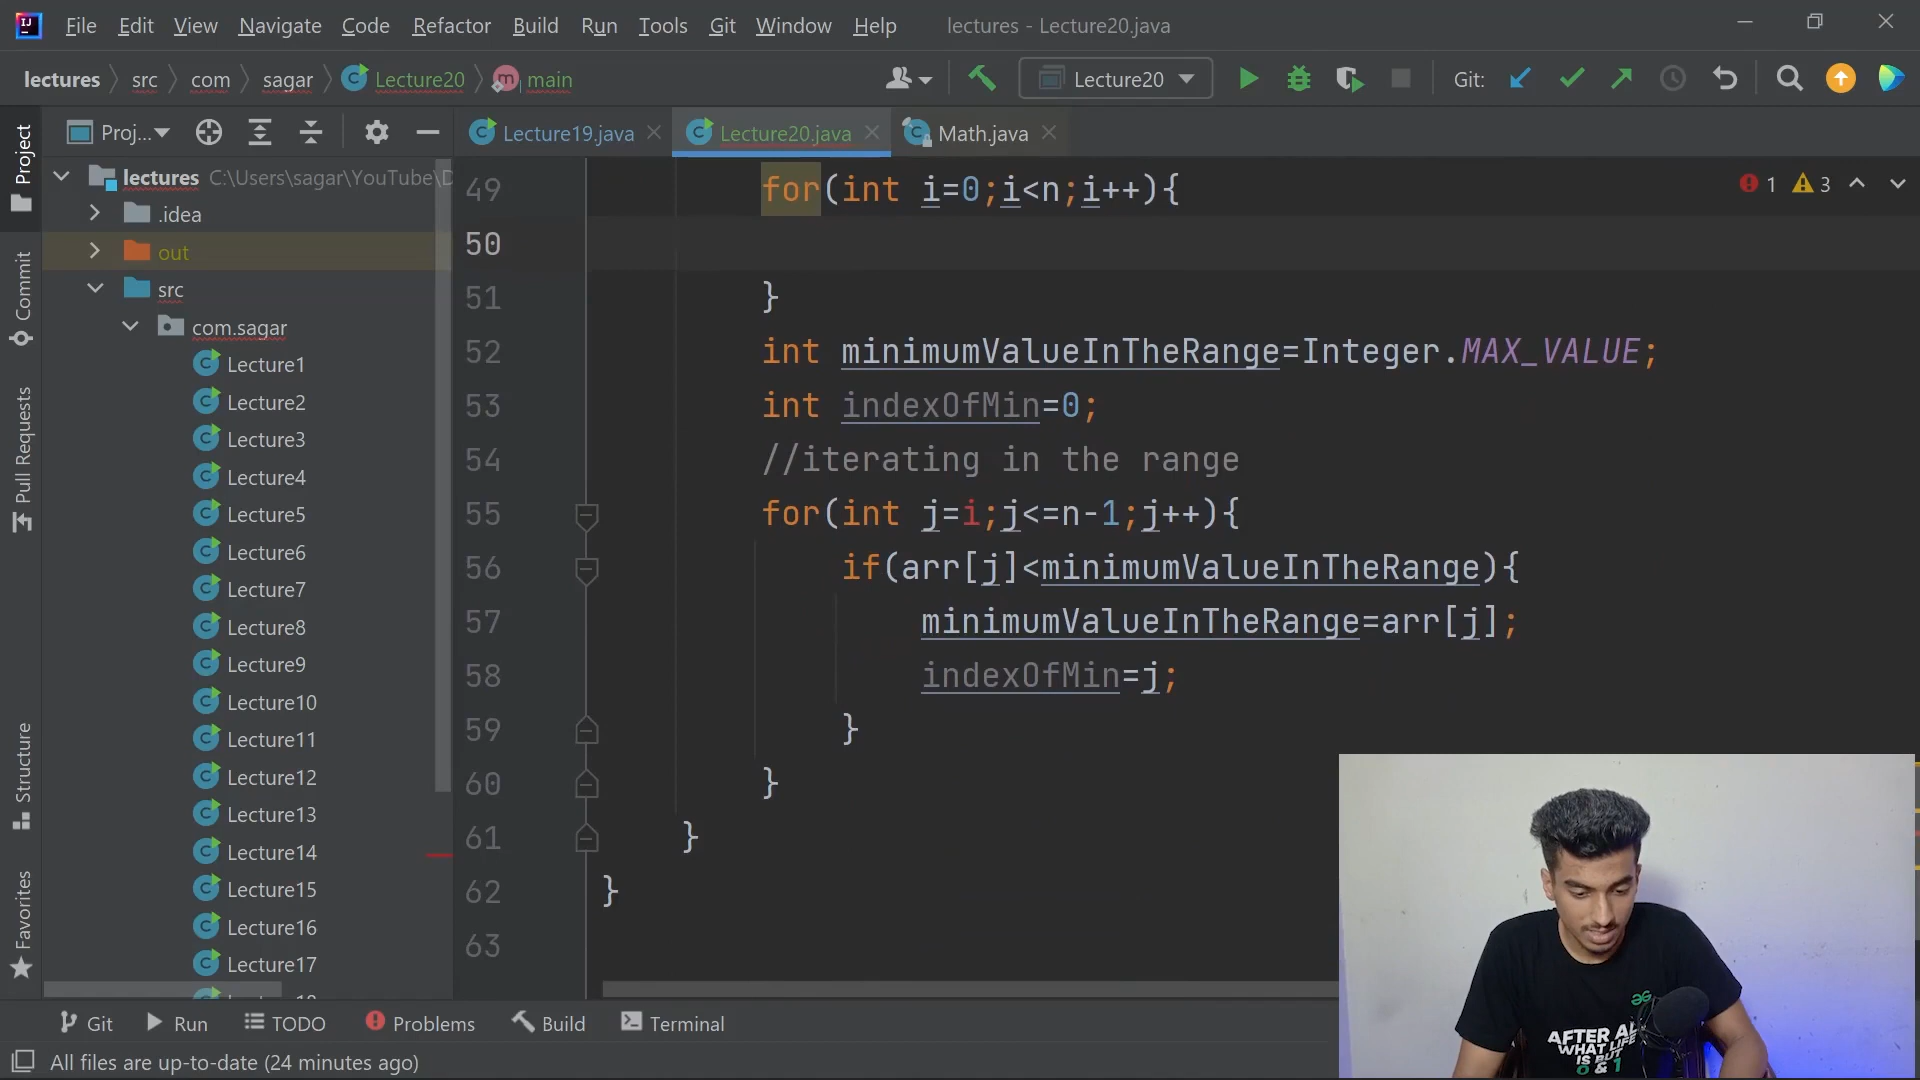 File Edit View Navigate Code Refactor Build Run Tools Git Window Help lectures - Lecture20.java
lectures src com sagar Lecture20 main Lecture20 Git:
Project Proj... Lecture19.java Lecture20.java Math.java
lectures C:\Users\sagar\YouTube\D
.idea
out
src
com.sagar
Lecture1
Lecture2
Lecture3
Lecture4
Lecture5
Lecture6
Lecture7
Lecture8
Lecture9
Lecture10
Lecture11
Lecture12
Lecture13
Lecture14
Lecture15
Lecture16
Lecture17
Commit
Pull Requests
Structure
Favorites
1 3
49 for(int i=0;i<n;i++){
50
51 }
52 int minimumValueInTheRange=Integer.MAX_VALUE;
53 int indexOfMin=0;
54 //iterating in the range
55 for(int j=i;j<=n-1;j++){
56 if(arr[j]<minimumValueInTheRange){
57 minimumValueInTheRange=arr[j];
58 indexOfMin=j;
59 }
60 }
61 }
62 }
63
AFTER AL
WHAT LIFE
IS BUT
0 & 1
Git Run TODO Problems Build Terminal
All files are up-to-date (24 minutes ago)